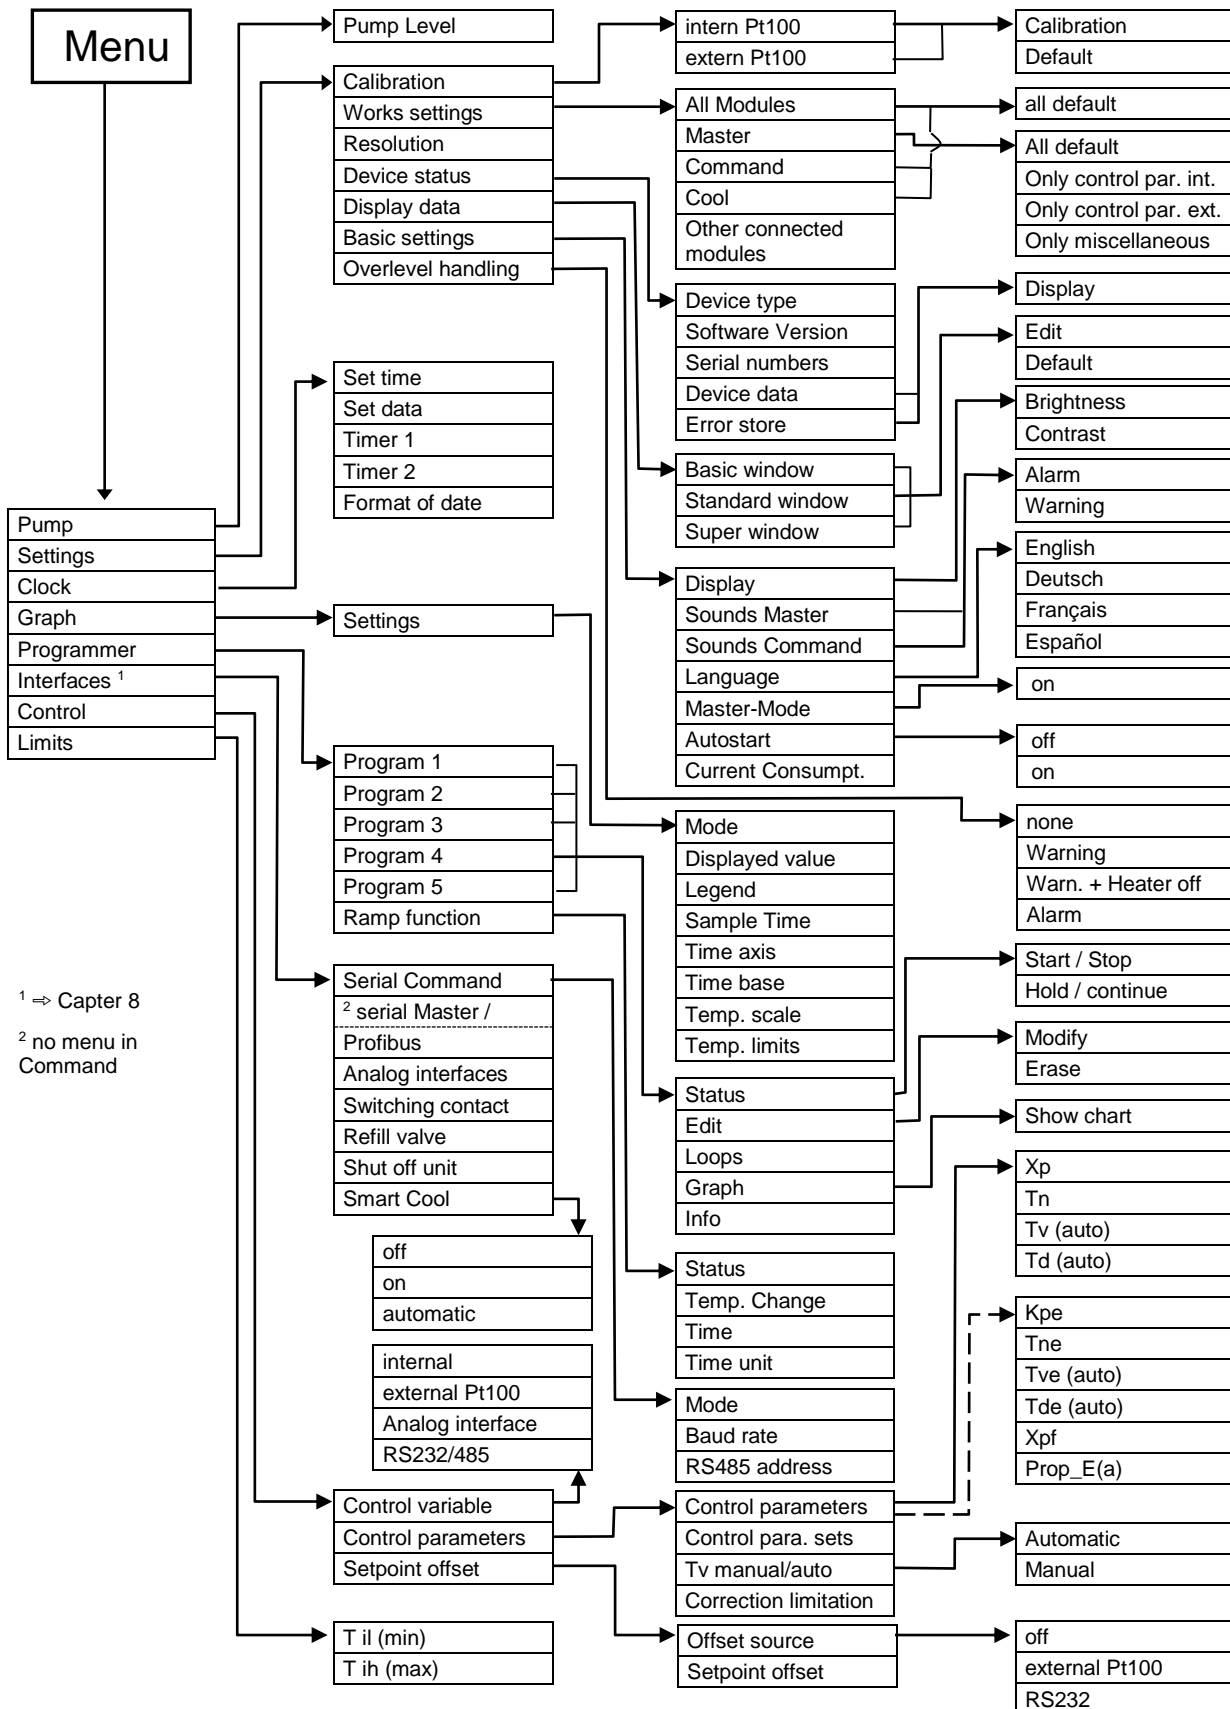 Menu
Pump
Settings
Clock
Graph
Programmer
Interfaces 1
Control
Limits
1 ⇨ Capter 8
2 no menu in
Command
Pump Level
Calibration
Works settings
Resolution
Device status
Display data
Basic settings
Overlevel handling
Set time
Set data
Timer 1
Timer 2
Format of date
Settings
Program 1
Program 2
Program 3
Program 4
Program 5
Ramp function
Serial Command
2 serial Master /
Profibus
Analog interfaces
Switching contact
Refill valve
Shut off unit
Smart Cool
off
on
automatic
internal
external Pt100
Analog interface
RS232/485
Control variable
Control parameters
Setpoint offset
T il (min)
T ih (max)
intern Pt100
extern Pt100
All Modules
Master
Command
Cool
Other connected
modules
Device type
Software Version
Serial numbers
Device data
Error store
Basic window
Standard window
Super window
Display
Sounds Master
Sounds Command
Language
Master-Mode
Autostart
Current Consumpt.
Mode
Displayed value
Legend
Sample Time
Time axis
Time base
Temp. scale
Temp. limits
Status
Edit
Loops
Graph
Info
Status
Temp. Change
Time
Time unit
Mode
Baud rate
RS485 address
Control parameters
Control para. sets
Tv manual/auto
Correction limitation
Offset source
Setpoint offset
Calibration
Default
all default
All default
Only control par. int.
Only control par. ext.
Only miscellaneous
Display
Edit
Default
Brightness
Contrast
Alarm
Warning
English
Deutsch
Français
Español
on
off
on
none
Warning
Warn. + Heater off
Alarm
Start / Stop
Hold / continue
Modify
Erase
Show chart
Xp
Tn
Tv (auto)
Td (auto)
Kpe
Tne
Tve (auto)
Tde (auto)
Xpf
Prop_E(a)
Automatic
Manual
off
external Pt100
RS232